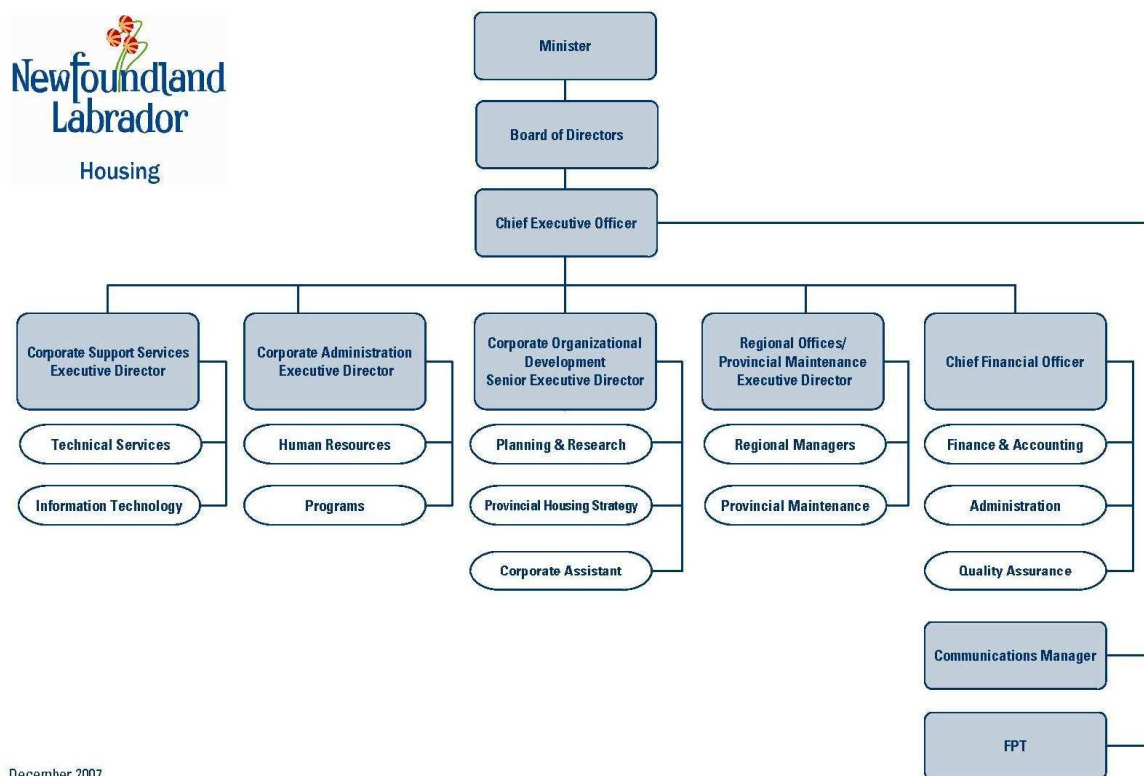 Newfoundland
Labrador
Housing
Minister
Board of Directors
Chief Executive Officer
Corporate Support Services
Executive Director
Corporate Administration
Executive Director
Corporate Organizational
Development
Senior Executive Director
Regional Offices/
Provincial Maintenance
Executive Director
Chief Financial Officer
Technical Services
Human Resources
Planning & Research
Regional Managers
Finance & Accounting
Information Technology
Programs
Provincial Housing Strategy
Provincial Maintenance
Administration
Corporate Assistant
Quality Assurance
Communications Manager
FPT
December 2007